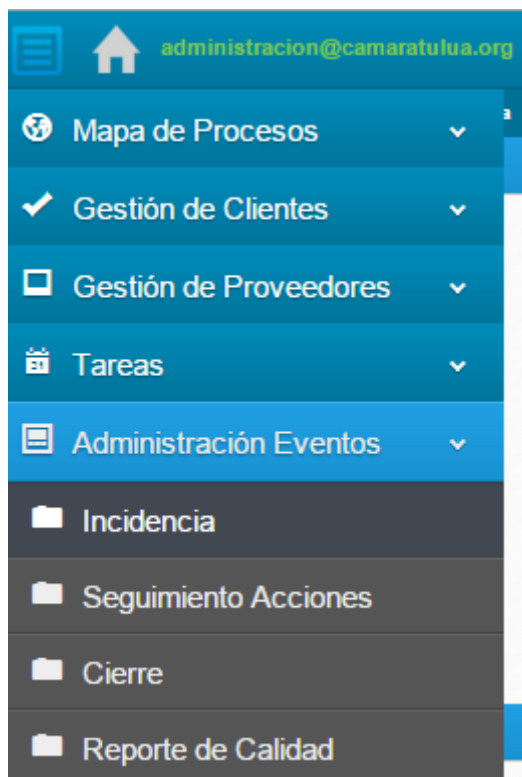 administracion@camaratulua.org
Mapa de Procesos
Gestión de Clientes
Gestión de Proveedores
Tareas
Administración Eventos
Incidencia
Seguimiento Acciones
Cierre
Reporte de Calidad